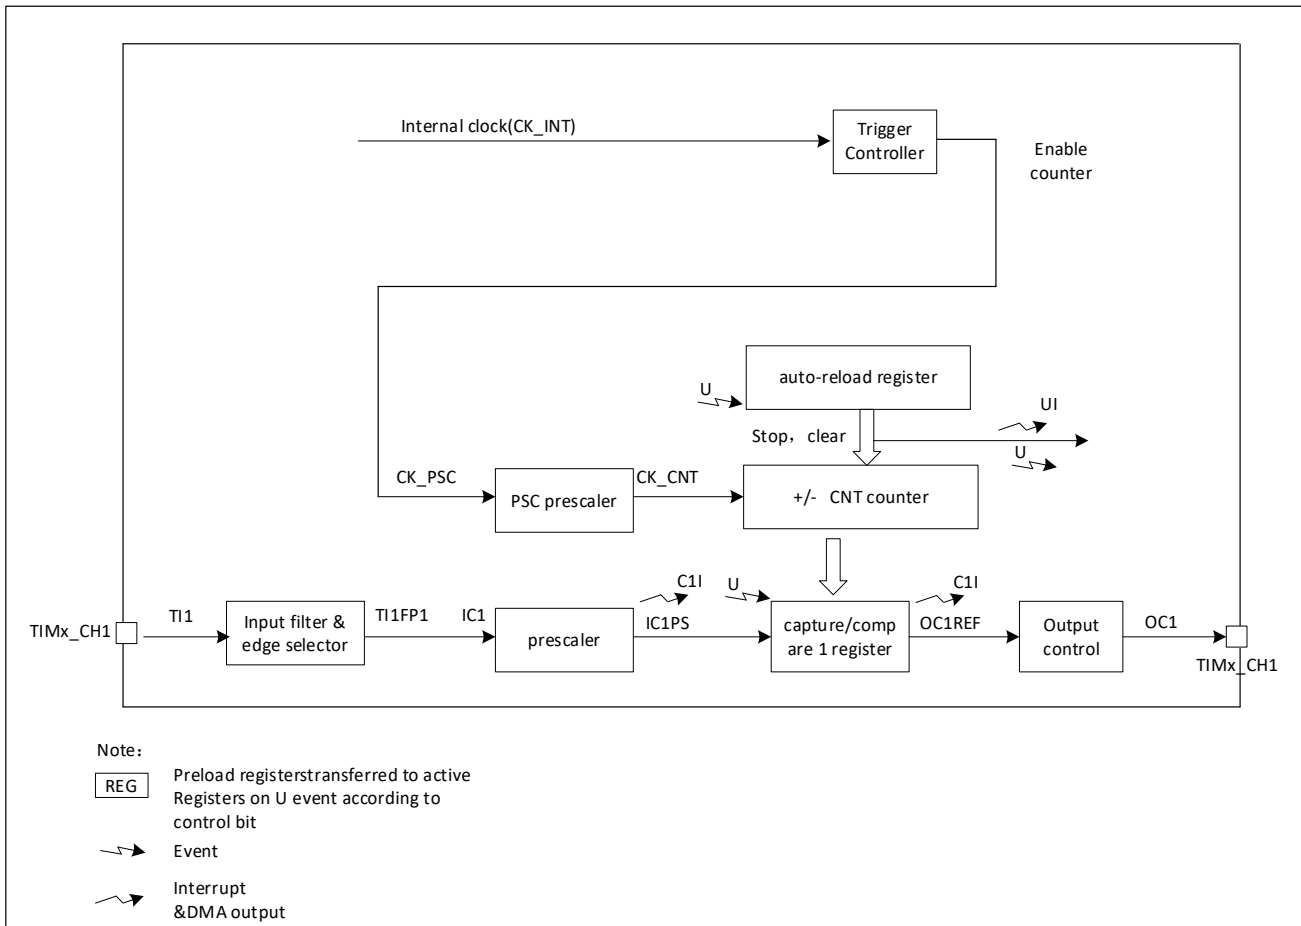 Internal clock(CK_INT)
Trigger
Controller
Enable
counter
auto-reload register
U
UI
Stop，clear
U
CK_PSC
PSC prescaler
CK_CNT
+/- CNT counter
TIMx_CH1
TI1
Input filter &
edge selector
TI1FP1
IC1
prescaler
C1I
IC1PS
U
capture/comp
are 1 register
C1I
OC1REF
Output
control
OC1
TIMx_CH1
Note：
REG
Preload registerstransferred to active
Registers on U event according to
control bit
Event
Interrupt
&DMA output